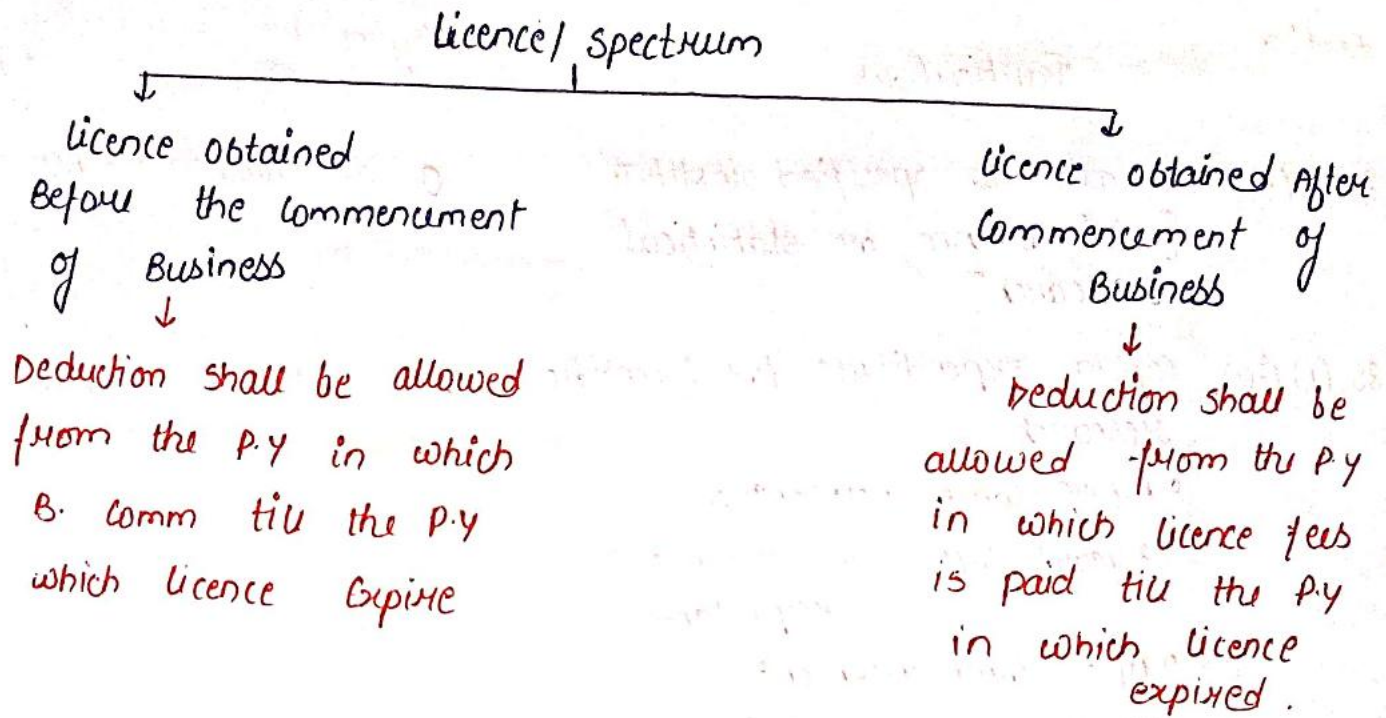 Licence/ spectrum
Licence obtained
Before the Commencement
of Business
Deduction shall be allowed
from the P.Y in which
B. Comm till the P.Y
which licence Expire
Licence obtained After
Commencement of
Business
Deduction shall be
allowed from the P.Y
in which licence fees
is paid till the P.Y
in which licence
expired.